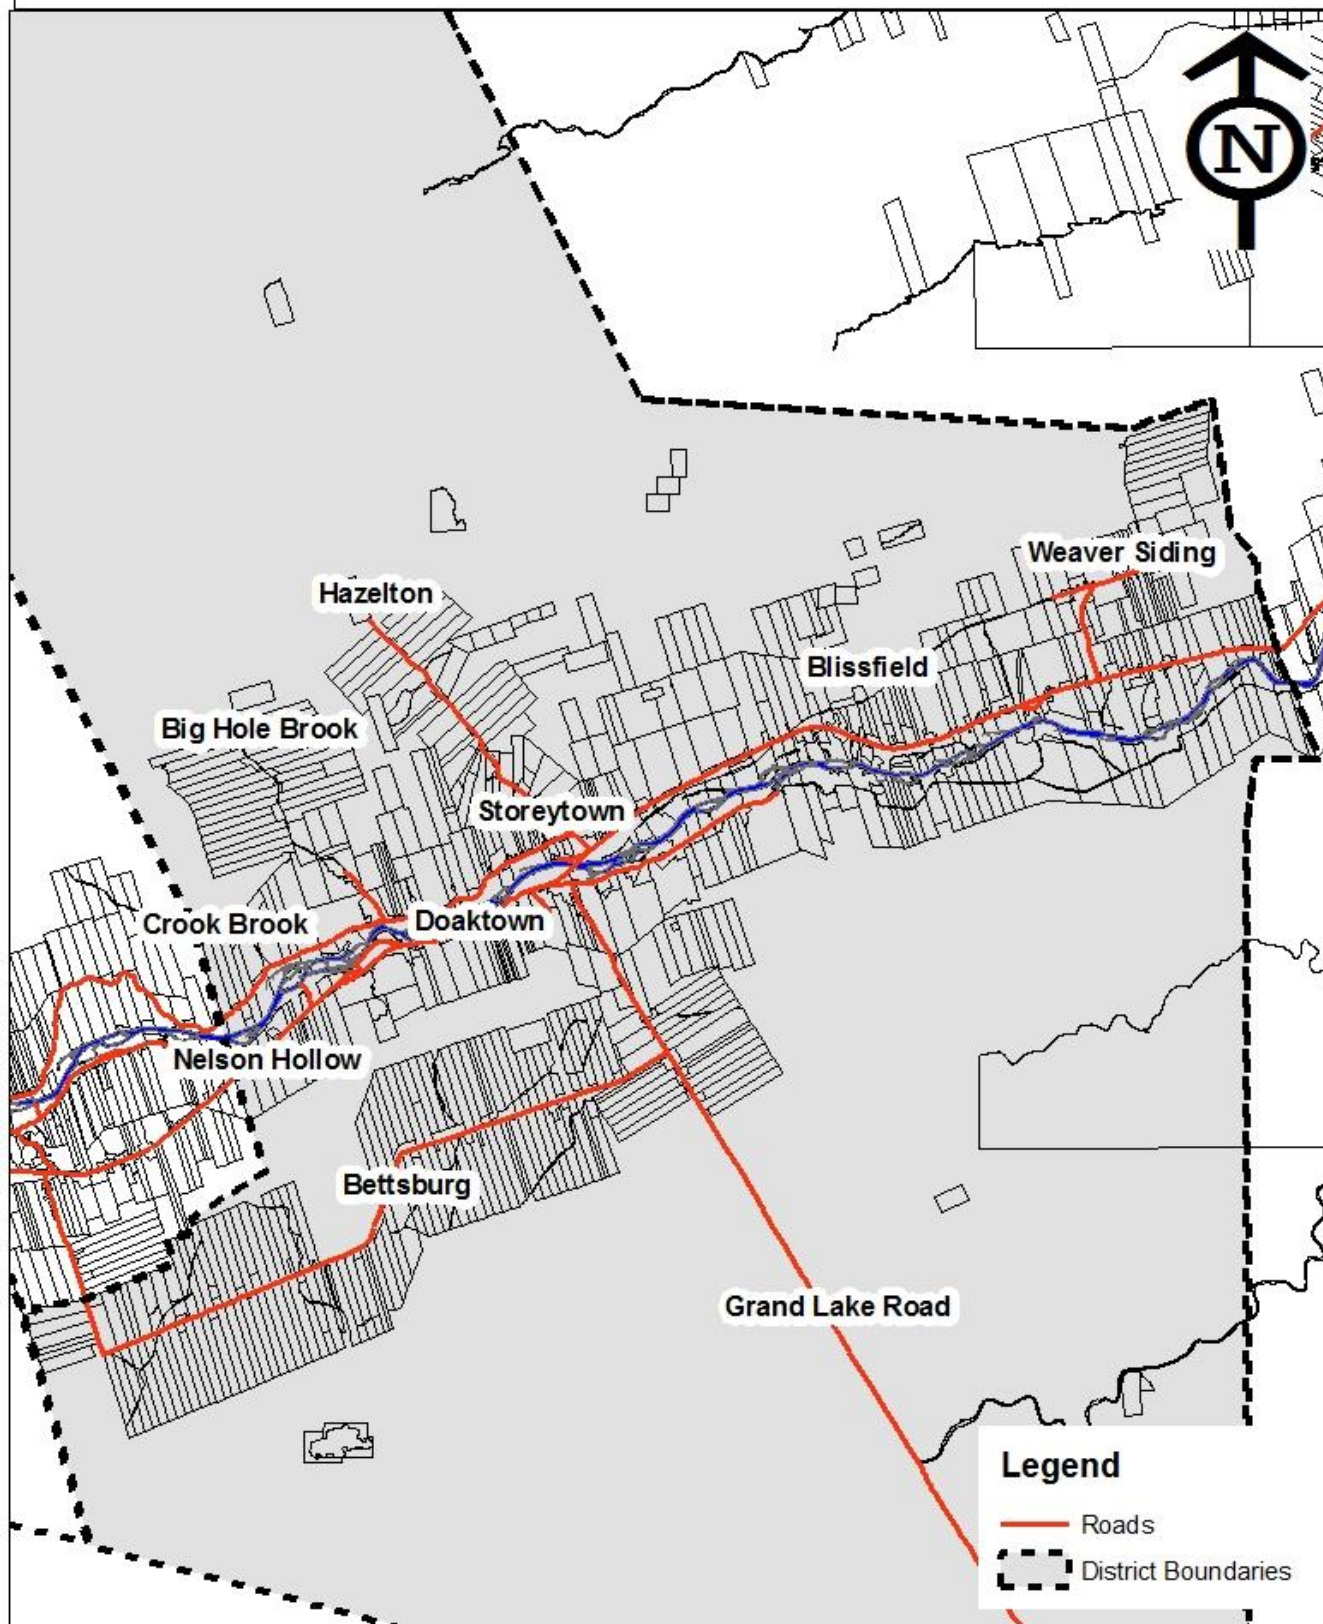 N
Weaver Siding
Hazelton
Blissfield
Big Hole Brook
Storeytown
Crook Brook
Doaktown
Nelson Hollow
Bettsburg
Grand Lake Road
Legend
Roads
District Boundaries